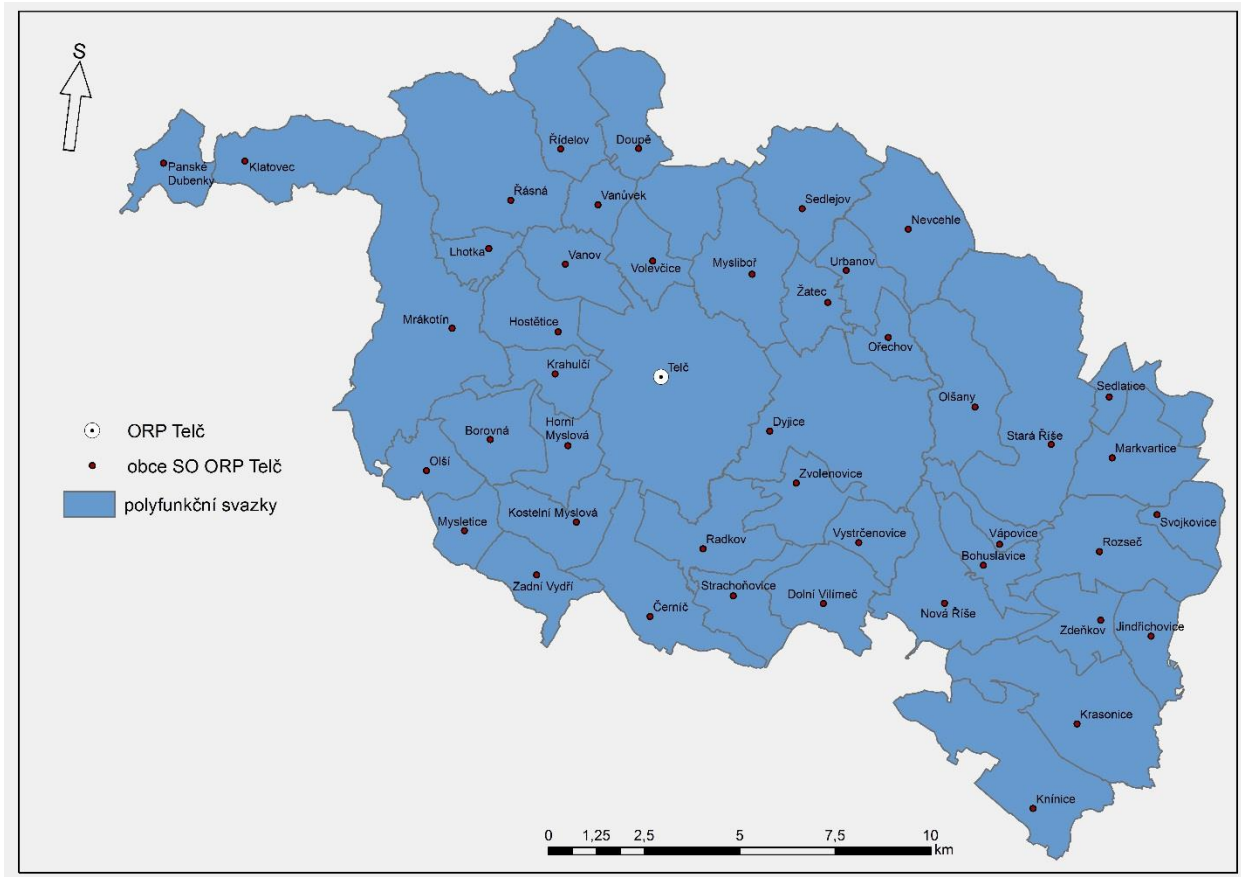 S
Řídelov
Doupě
Panské
Dubenky
Klatovec
Řásná
Vanůvek
Sedlejov
Nevcehle
Lhotka
Vanov
Volevčice
Mysliboř
Urbanov
Žatec
Mrákotín
Hostětice
Ořechov
Krahulčí
Telč
Sedlatice
Olšany
Stará Říše
Markvartice
Borovná
Horní
Myslová
Dyjice
Olší
Zvolenovice
ORP Telč
obce SO ORP Telč
polyfunkční svazky
Mysletice
Kostelní Myslová
Radkov
Vystrčenovice
Vápovice
Bohuslavice
Svojkovice
Rozseč
Zadní Vydří
Černíč
Strachoňovice
Dolní Vilímeč
Nová Říše
Zdeňkov
Jindřichovice
Krasonice
Knínice
0 1,25 2,5 5 7,5 10
km